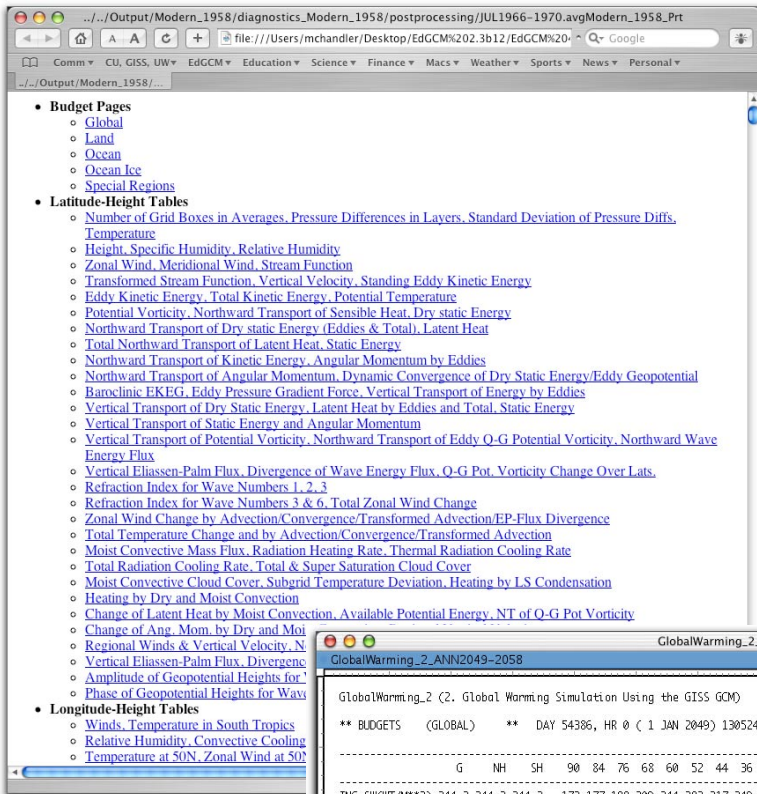 ../../Output/Modern_1958/diagnostics_Modern_1958/postprocessing/JUL1966-1970.avgModern_1958_Prt
A A C + file:///Users/mchandler/Desktop/EdGCM%202.3b12/EdGCM%20 Q Google
Comm CU, GISS, UW EdGCM Education Science Finance Macs Weather Sports News Personal
../../Output/Modern_1958/...
• Budget Pages
Global
Land
Ocean
Ocean Ice
Special Regions
• Latitude-Height Tables
Number of Grid Boxes in Averages, Pressure Differences in Layers, Standard Deviation of Pressure Diffs,
Temperature
Height, Specific Humidity, Relative Humidity
Zonal Wind, Meridional Wind, Stream Function
Transformed Stream Function, Vertical Velocity, Standing Eddy Kinetic Energy
Eddy Kinetic Energy, Total Kinetic Energy, Potential Temperature
Potential Vorticity, Northward Transport of Sensible Heat, Dry static Energy
Northward Transport of Dry static Energy (Eddies & Total), Latent Heat
Total Northward Transport of Latent Heat, Static Energy
Northward Transport of Kinetic Energy, Angular Momentum by Eddies
Northward Transport of Angular Momentum, Dynamic Convergence of Dry Static Energy/Eddy Geopotential
Baroclinic EKEG, Eddy Pressure Gradient Force, Vertical Transport of Energy by Eddies
Vertical Transport of Dry Static Energy, Latent Heat by Eddies and Total, Static Energy
Vertical Transport of Static Energy and Angular Momentum
Vertical Transport of Potential Vorticity, Northward Transport of Eddy Q-G Potential Vorticity, Northward Wave
Energy Flux
Vertical Eliassen-Palm Flux, Divergence of Wave Energy Flux, Q-G Pot. Vorticity Change Over Lats.
Refraction Index for Wave Numbers 1, 2, 3
Refraction Index for Wave Numbers 3 & 6, Total Zonal Wind Change
Zonal Wind Change by Advection/Convergence/Transformed Advection/EP-Flux Divergence
Total Temperature Change and by Advection/Convergence/Transformed Advection
Moist Convective Mass Flux, Radiation Heating Rate, Thermal Radiation Cooling Rate
Total Radiation Cooling Rate, Total & Super Saturation Cloud Cover
Moist Convective Cloud Cover, Subgrid Temperature Deviation, Heating by LS Condensation
Heating by Dry and Moist Convection
Change of Latent Heat by Moist Convection, Available Potential Energy, NT of Q-G Pot Vorticity
Change of Ang. Mom. by Dry and Moi
Regional Winds & Vertical Velocity, N
Vertical Eliassen-Palm Flux, Divergence
Amplitude of Geopotential Heights for
Phase of Geopotential Heights for Wave
• Longitude-Height Tables
Winds, Temperature in South Tropics
Relative Humidity, Convective Cooling
Temperature at 50N, Zonal Wind at 50N
GlobalWarming_2_
GlobalWarming_2_ANN2049-2058
GlobalWarming_2 (2. Global Warming Simulation Using the GISS GCM)
** BUDGETS (GLOBAL) ** DAY 54386, HR 0 ( 1 JAN 2049) 130524
G NH SH 90 84 76 68 60 52 44 36